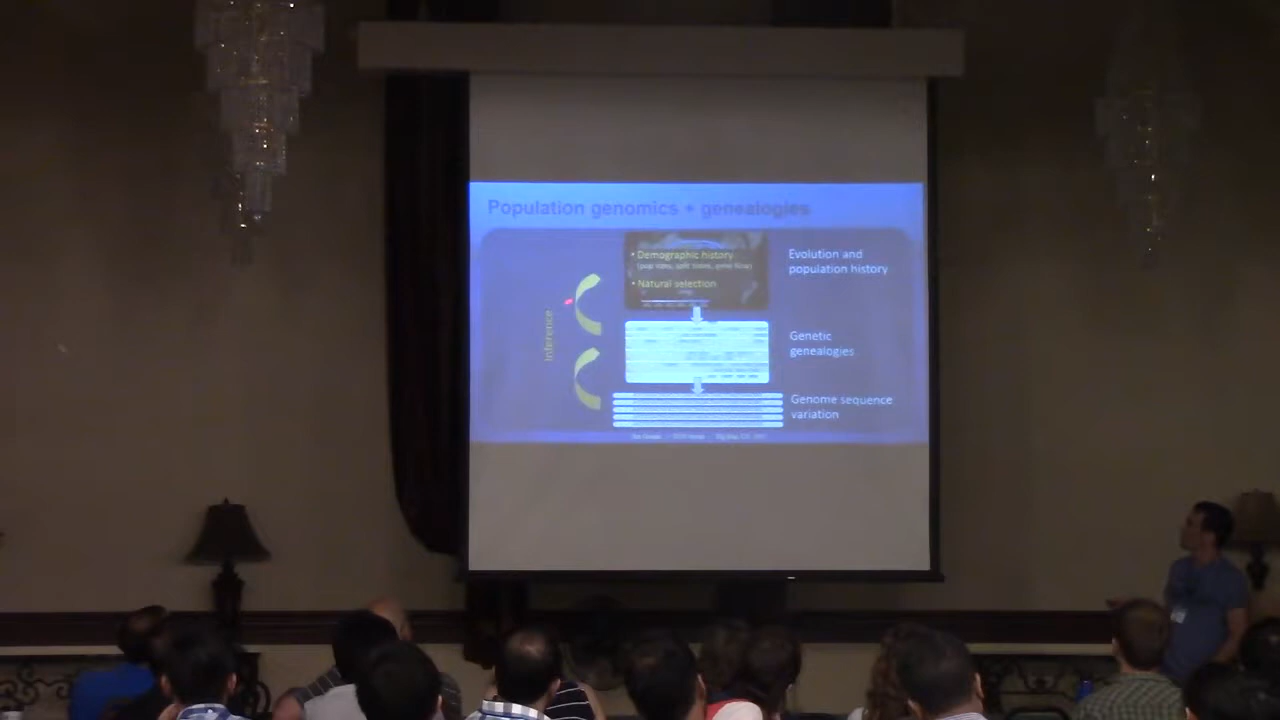 Population genomics + genealogies
• Demographic history
(pop sizes, split times, gene flow)
• Natural selection
Evolution and
population history
Inference
Genetic
genealogies
Genome sequence
variation